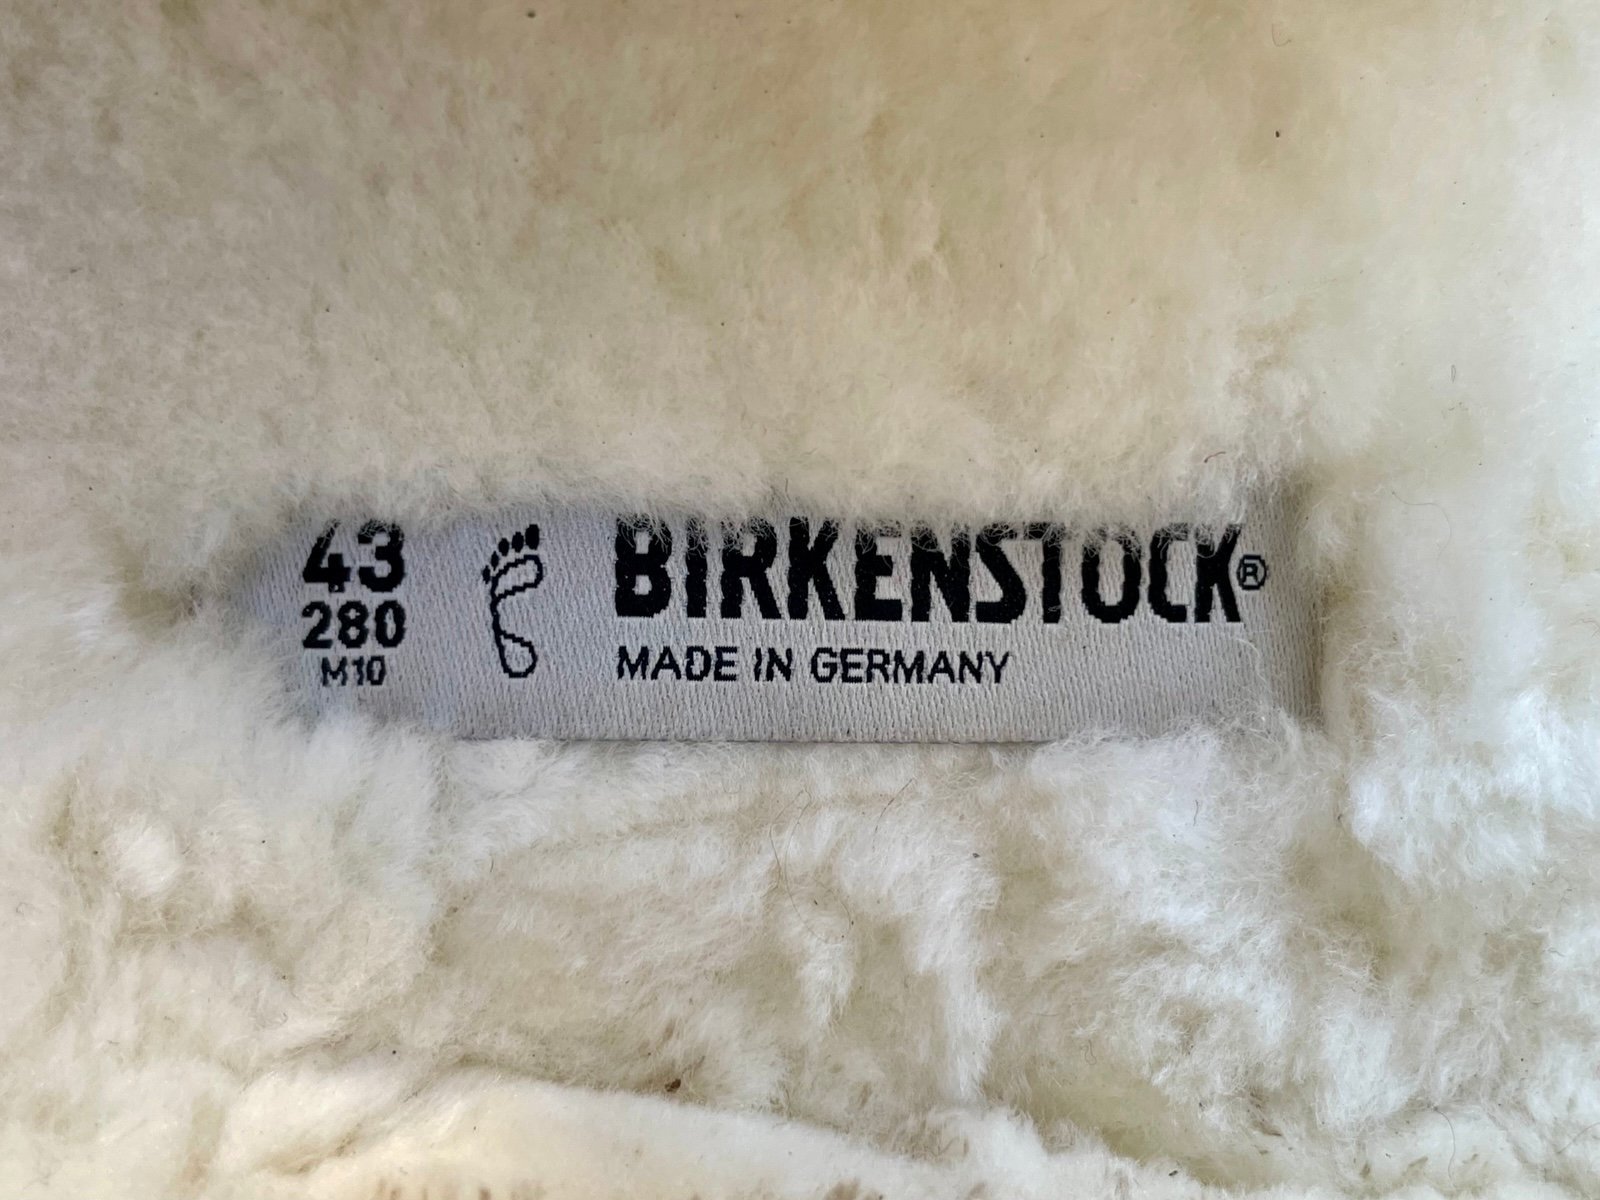 43
280
M10
BIRKENSTOCK®
MADE IN GERMANY